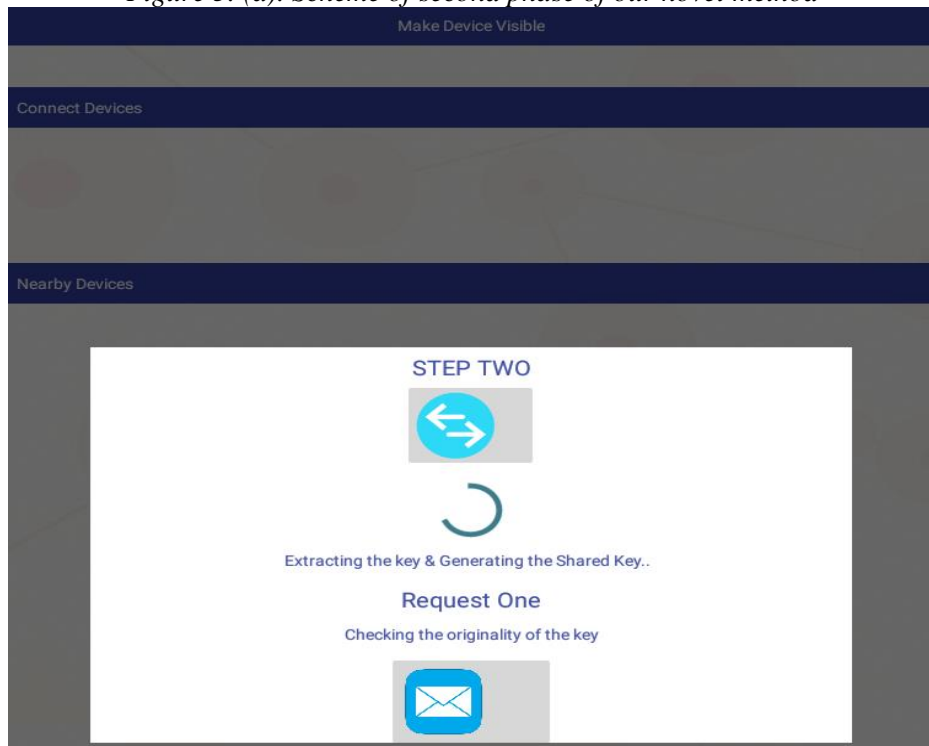 Make Device Visible
Connect Devices
Nearby Devices
STEP TWO
Extracting the key & Generating the Shared Key..
Request One
Checking the originality of the key